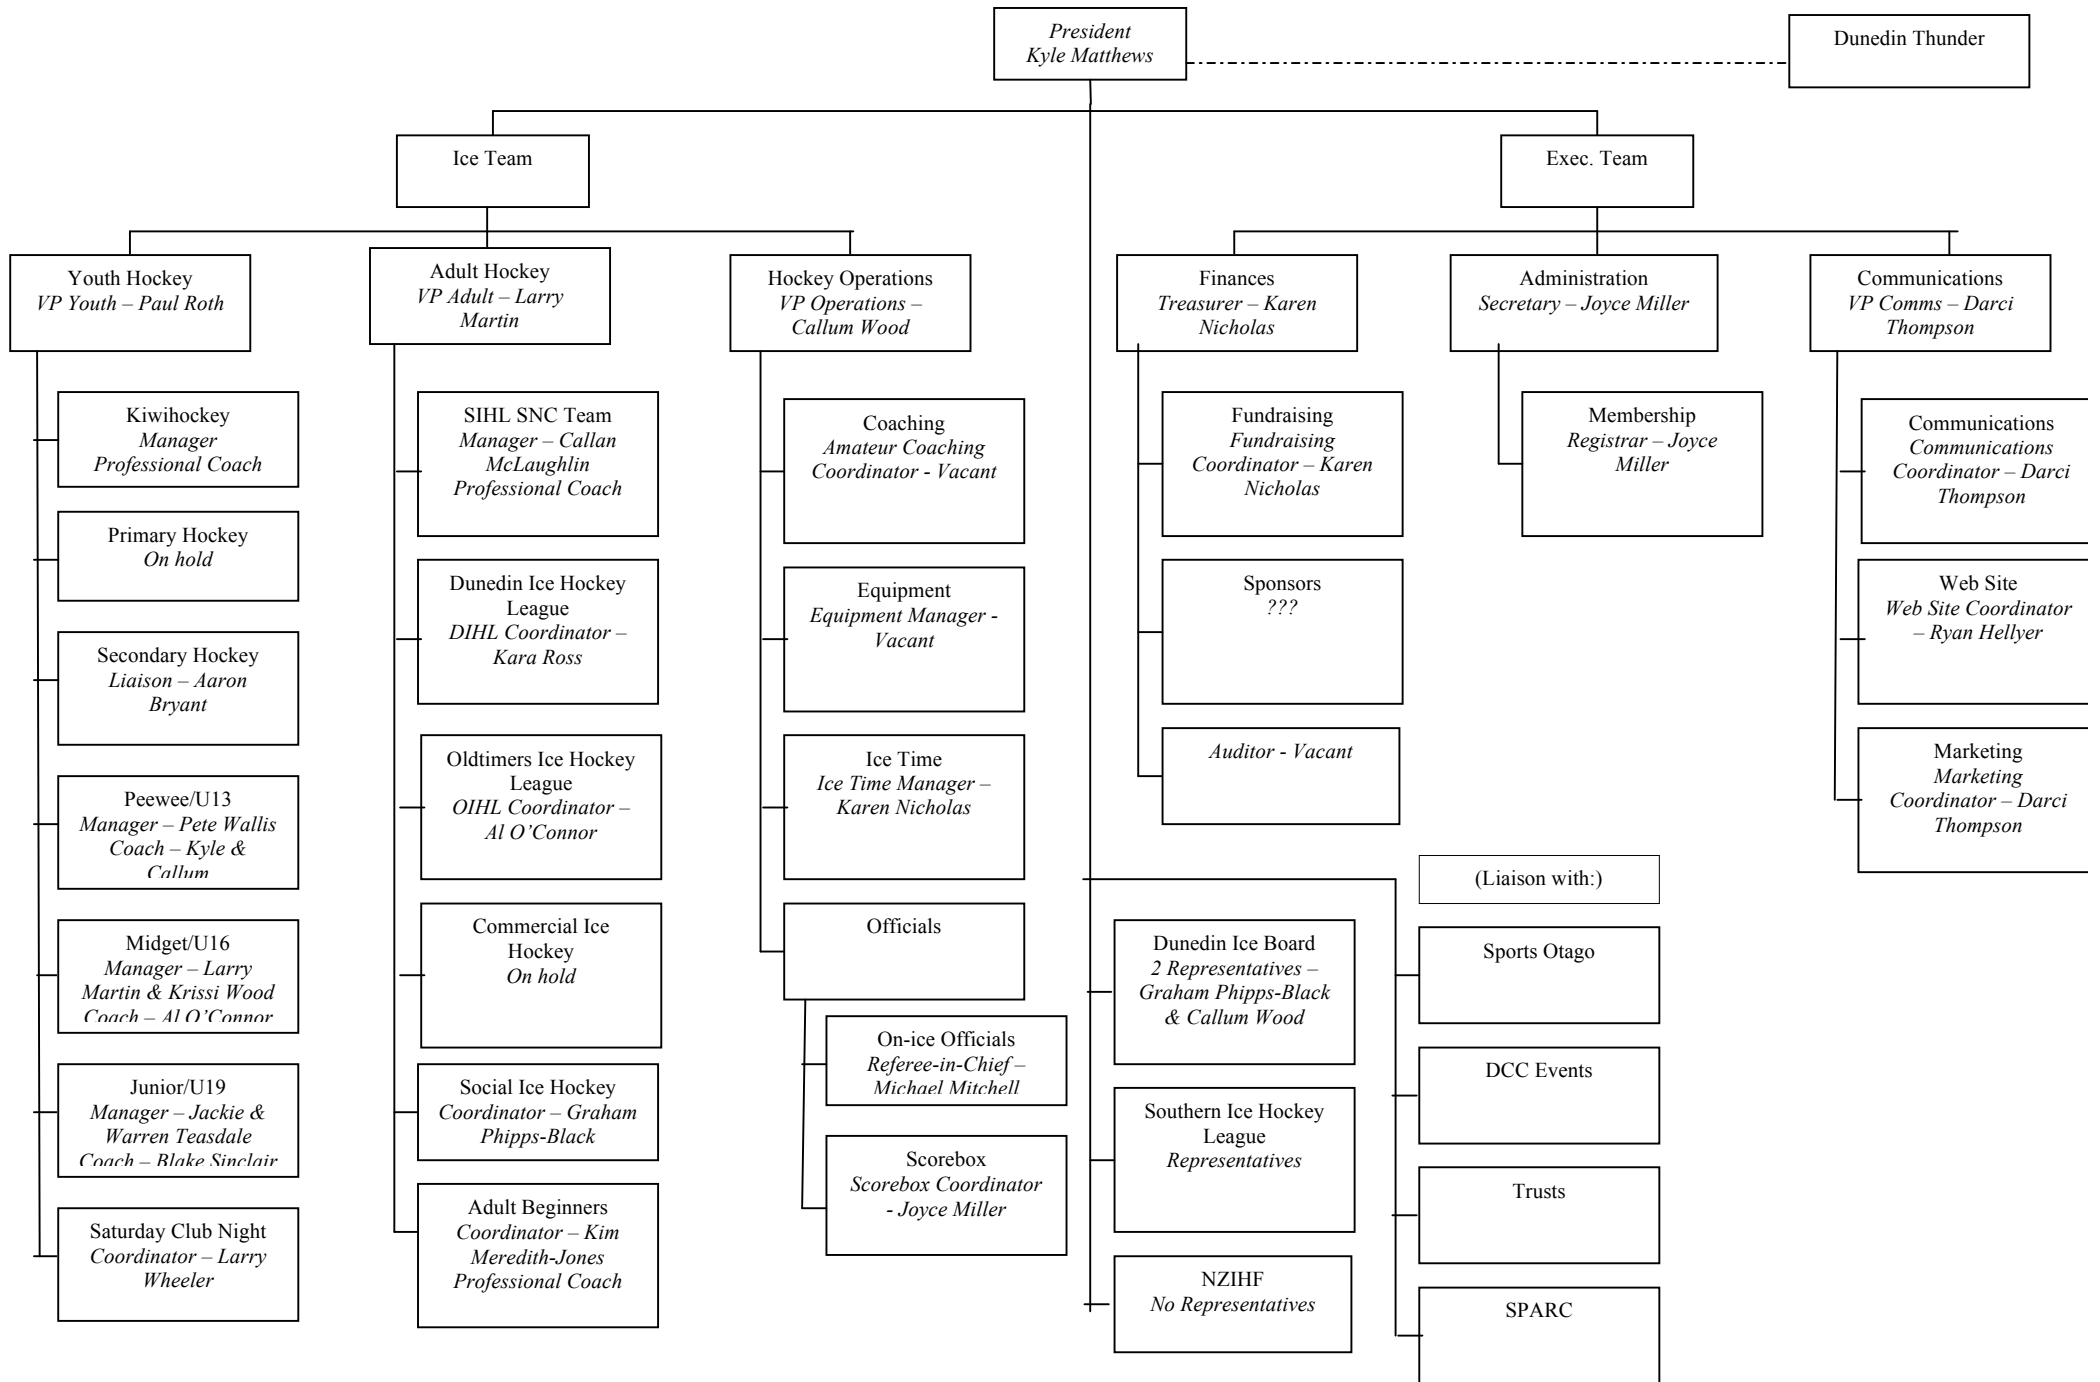 President
Kyle Matthews
Dunedin Thunder
Ice Team
Exec. Team
Youth Hockey
VP Youth – Paul Roth
Adult Hockey
VP Adult – Larry
Martin
Hockey Operations
VP Operations –
Callum Wood
Finances
Treasurer – Karen
Nicholas
Administration
Secretary – Joyce Miller
Communications
VP Comms – Darci
Thompson
Kiwihockey
Manager
Professional Coach
Primary Hockey
On hold
Secondary Hockey
Liaison – Aaron
Bryant
Peewee/U13
Manager – Pete Wallis
Coach – Kyle &
Callum
Midget/U16
Manager – Larry
Martin & Krissi Wood
Coach – Al O’Connor
Junior/U19
Manager – Jackie &
Warren Teasdale
Coach – Blake Sinclair
Saturday Club Night
Coordinator – Larry
Wheeler
SIHL SNC Team
Manager – Callan
McLaughlin
Professional Coach
Dunedin Ice Hockey
League
DIHL Coordinator –
Kara Ross
Oldtimers Ice Hockey
League
OIHL Coordinator –
Al O’Connor
Commercial Ice
Hockey
On hold
Social Ice Hockey
Coordinator – Graham
Phipps-Black
Adult Beginners
Coordinator – Kim
Meredith-Jones
Professional Coach
Coaching
Amateur Coaching
Coordinator - Vacant
Equipment
Equipment Manager -
Vacant
Ice Time
Ice Time Manager –
Karen Nicholas
Officials
On-ice Officials
Referee-in-Chief –
Michael Mitchell
Scorebox
Scorebox Coordinator
- Joyce Miller
Fundraising
Fundraising
Coordinator – Karen
Nicholas
Sponsors
???
Auditor - Vacant
Membership
Registrar – Joyce
Miller
Communications
Communications
Coordinator – Darci
Thompson
Web Site
Web Site Coordinator
– Ryan Hellyer
Marketing
Marketing
Coordinator – Darci
Thompson
Dunedin Ice Board
2 Representatives –
Graham Phipps-Black
& Callum Wood
Southern Ice Hockey
League
Representatives
NZIHF
No Representatives
(Liaison with:)
Sports Otago
DCC Events
Trusts
SPARC